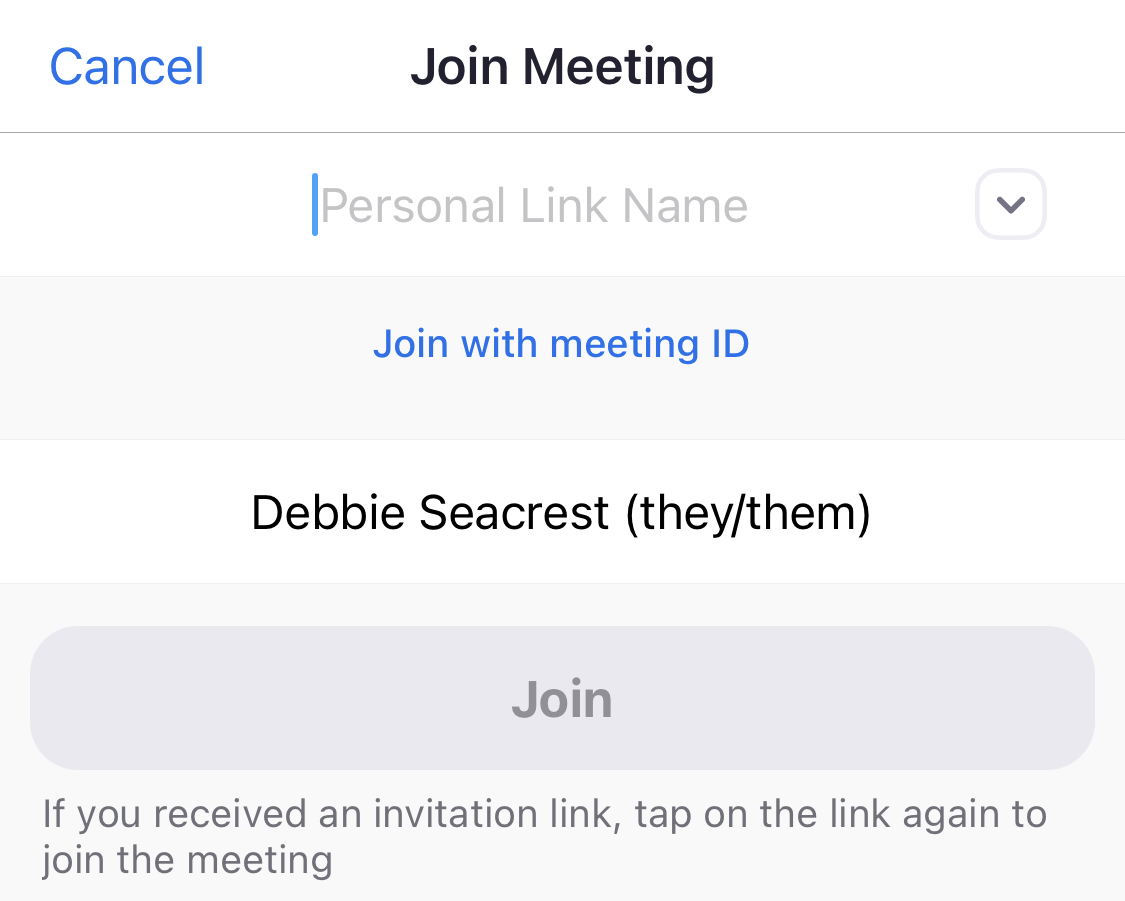 Cancel
Join Meeting
Personal Link Name
Join with meeting ID
Debbie Seacrest (they/them)
Join
If you received an invitation link, tap on the link again to
join the meeting